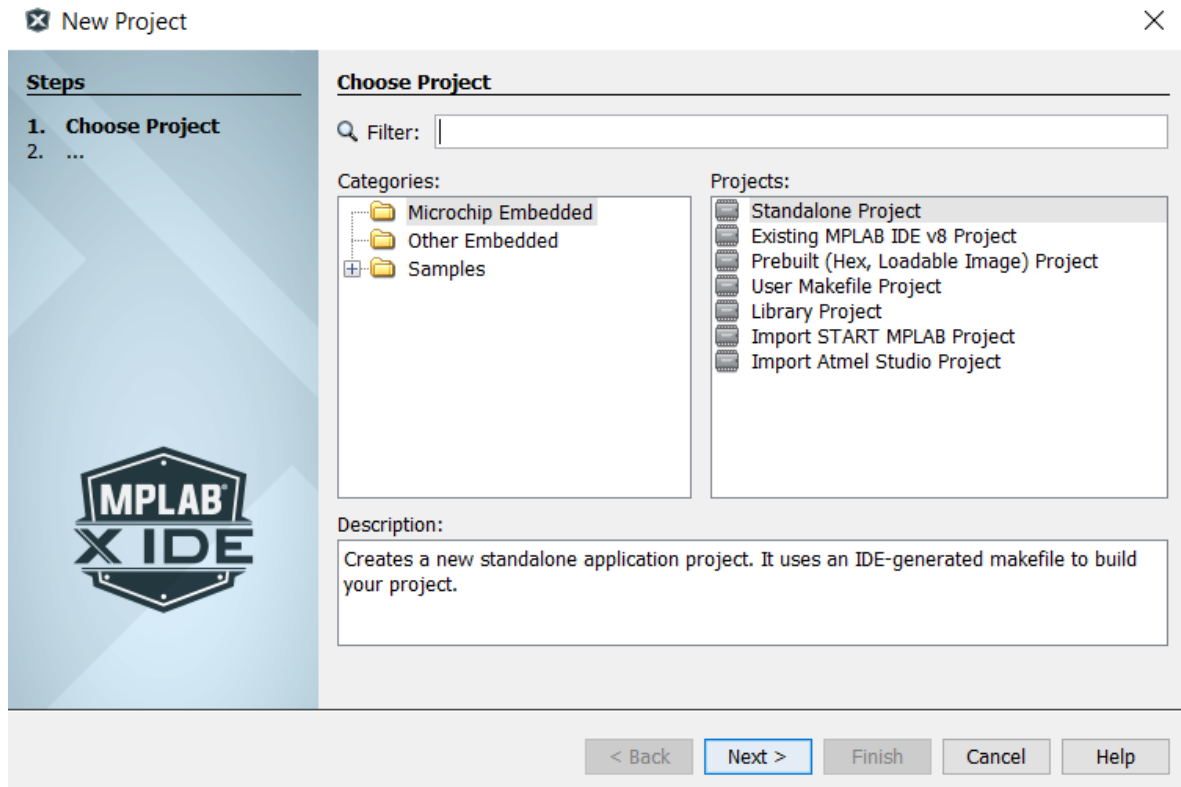 New Project
Steps
1. Choose Project
2. ...
MPLAB®
X IDE
Choose Project
Filter:
Categories:
Microchip Embedded
Other Embedded
Samples
Projects:
Standalone Project
Existing MPLAB IDE v8 Project
Prebuilt (Hex, Loadable Image) Project
User Makefile Project
Library Project
Import START MPLAB Project
Import Atmel Studio Project
Description:
Creates a new standalone application project. It uses an IDE-generated makefile to build
your project.
< Back
Next >
Finish
Cancel
Help